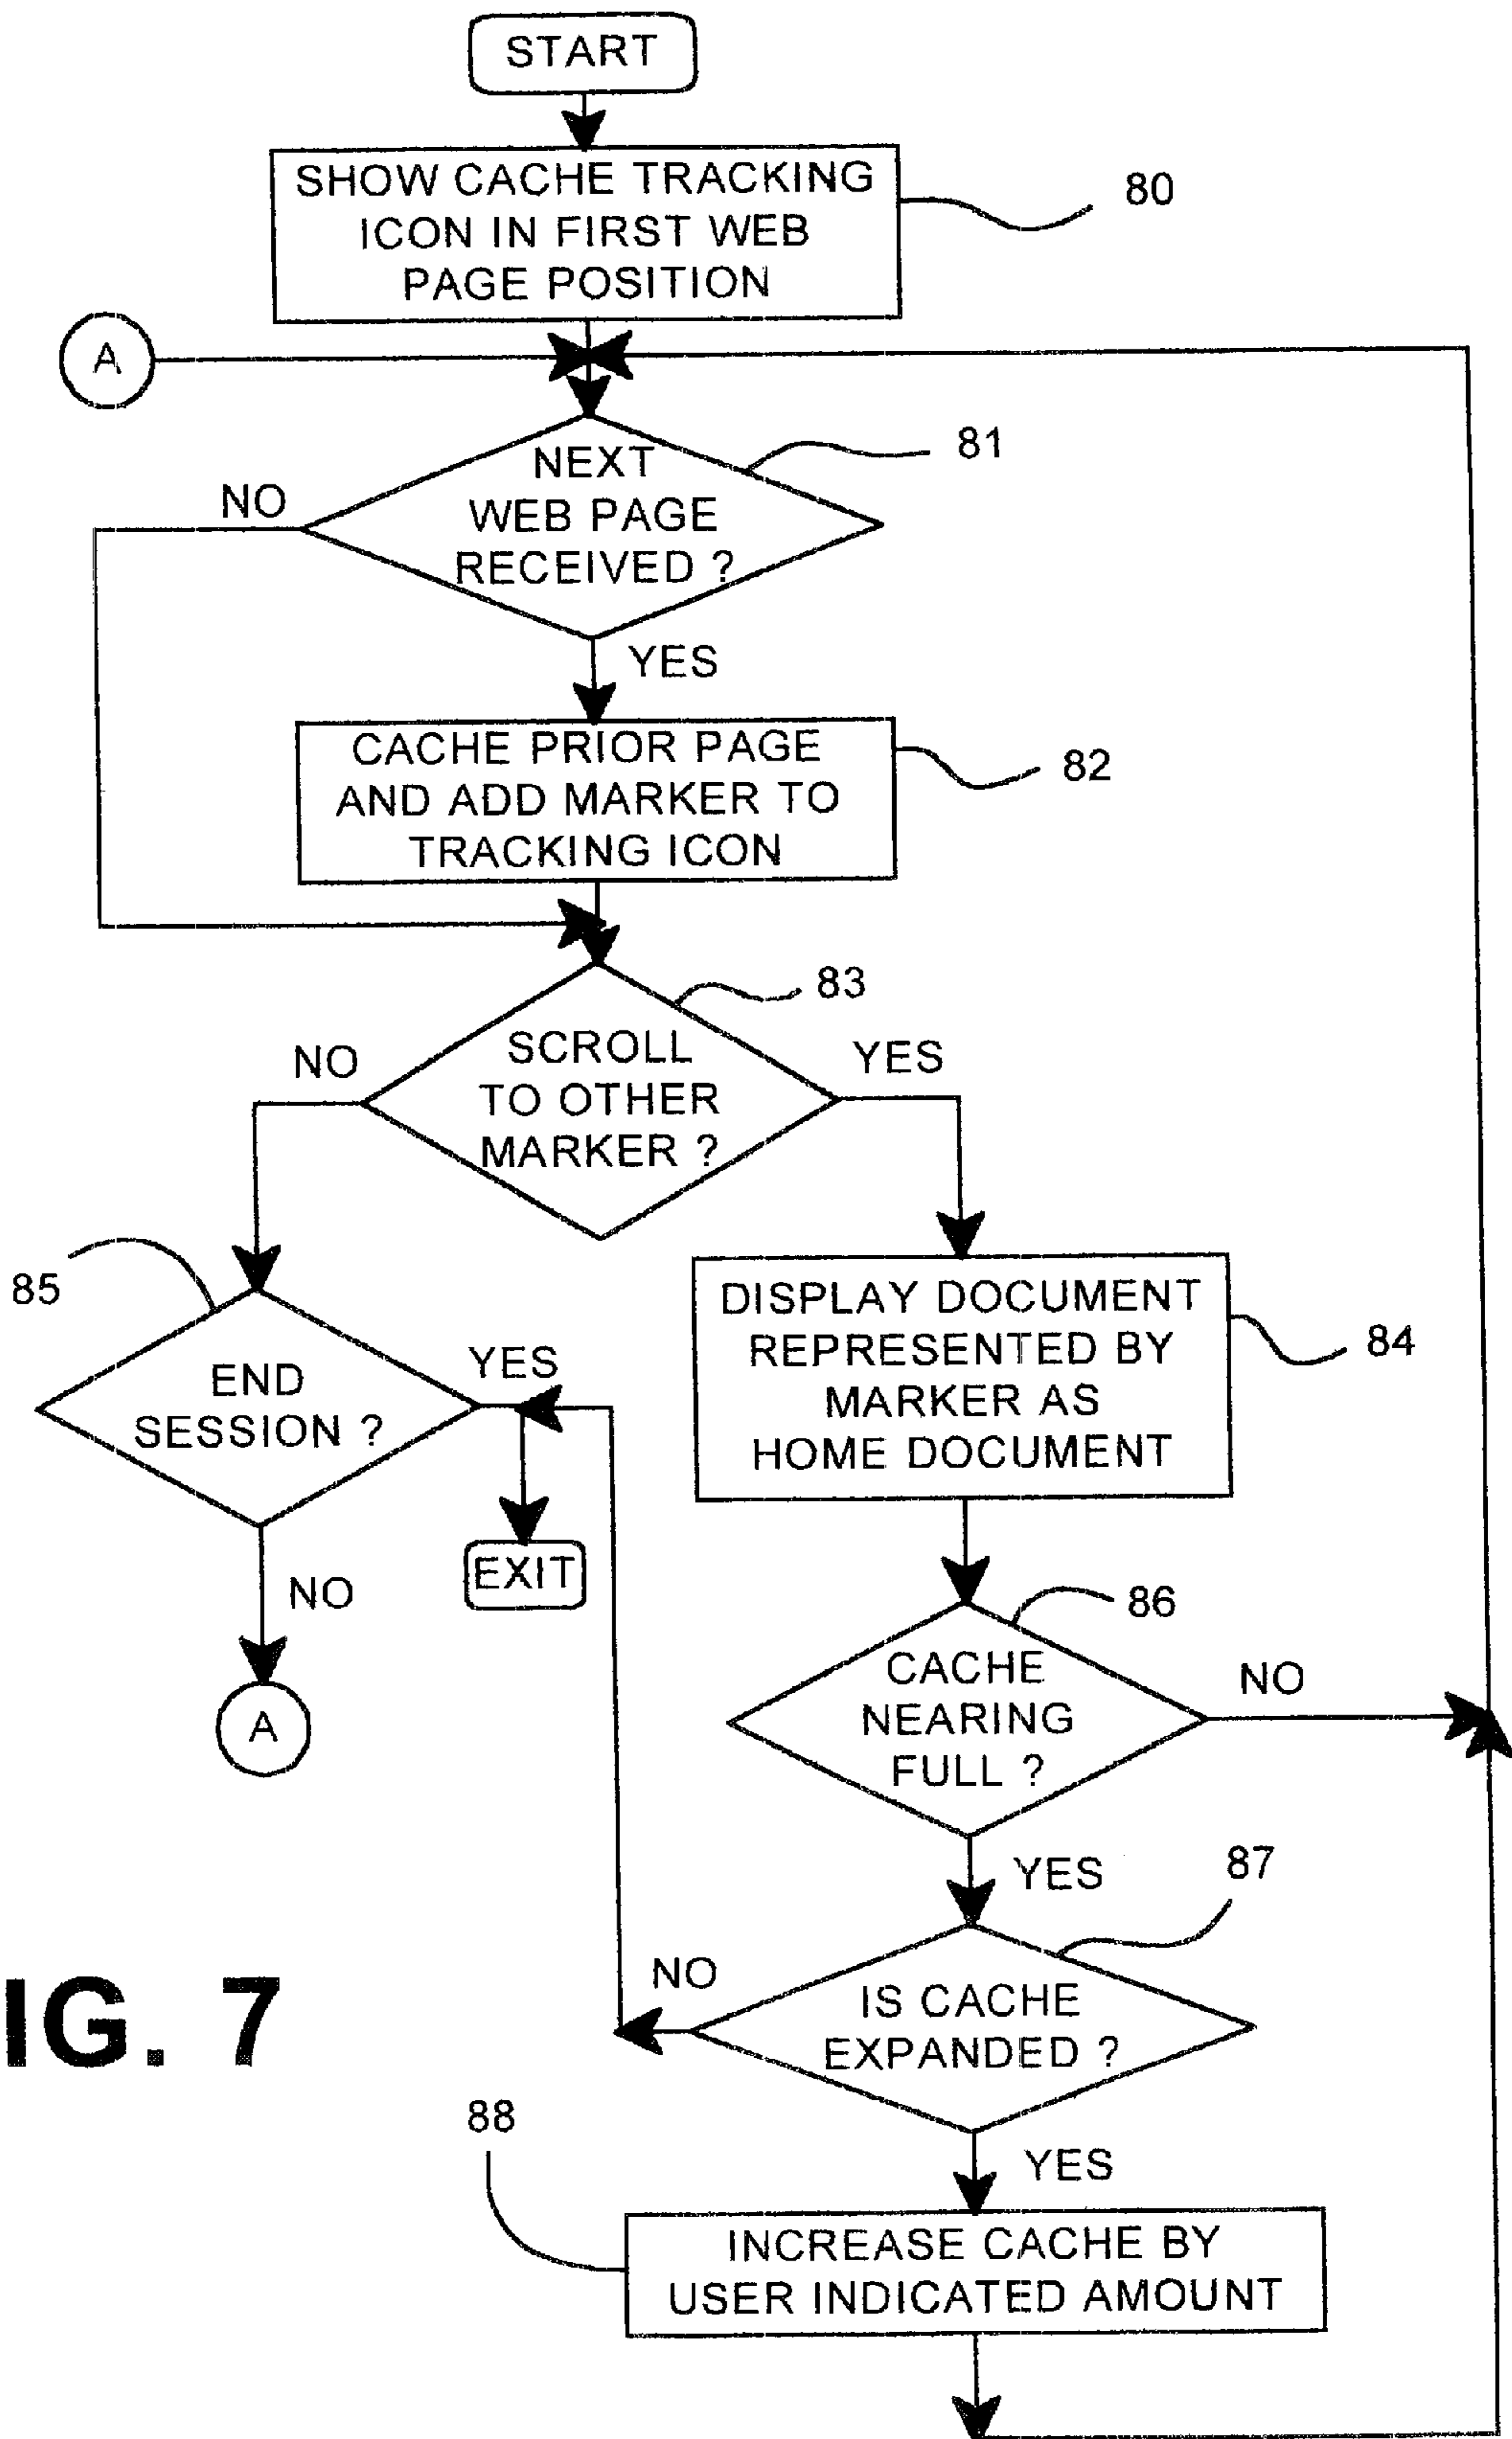 START
SHOW CACHE TRACKING
ICON IN FIRST WEB
PAGE POSITION
80
A
NEXT
WEB PAGE
RECEIVED ?
81
NO
YES
CACHE PRIOR PAGE
AND ADD MARKER TO
TRACKING ICON
82
SCROLL
TO OTHER
MARKER ?
83
NO
YES
85
END
SESSION ?
YES
EXIT
NO
A
DISPLAY DOCUMENT
REPRESENTED BY
MARKER AS
HOME DOCUMENT
84
CACHE
NEARING
FULL ?
86
NO
YES
IS CACHE
EXPANDED ?
87
NO
YES
88
INCREASE CACHE BY
USER INDICATED AMOUNT
IG. 7